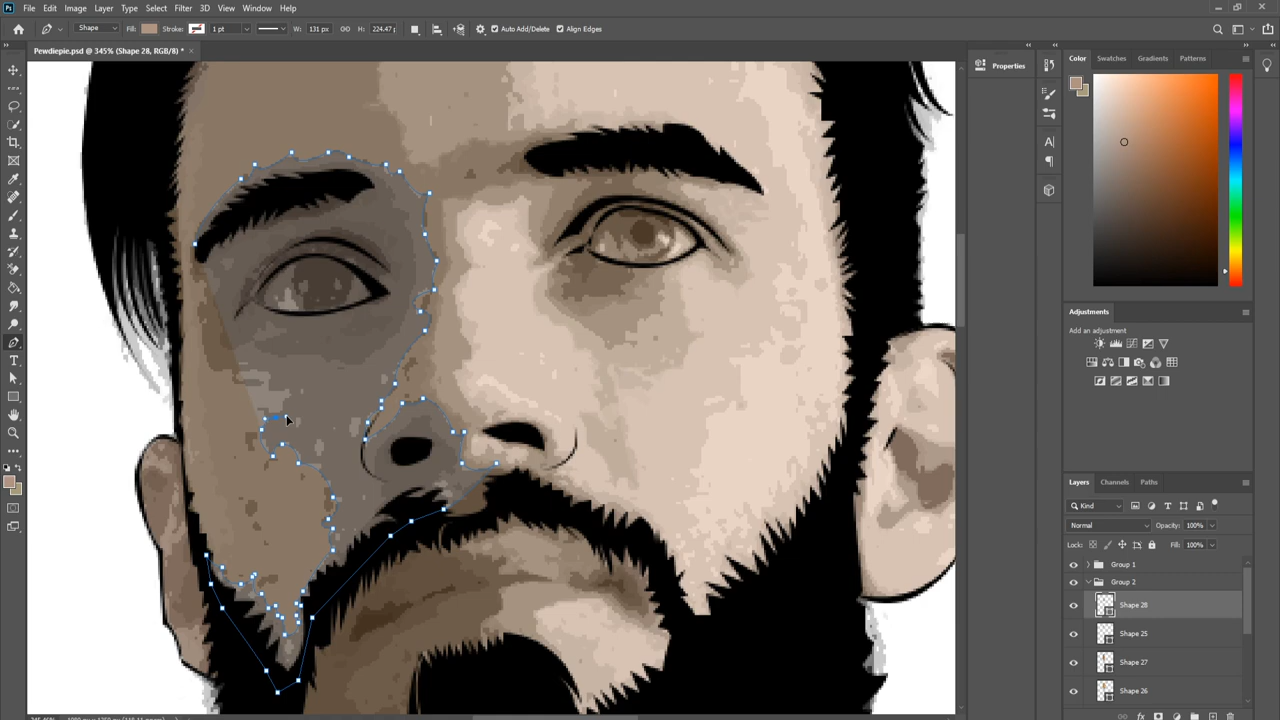 Ps File Edit Image Layer Type Select Filter 3D View Window Help
Shape Fill: Stroke: 1 pt W: 131 px H: 224.47 Auto Add/Delete Align Edges
Pewdiepie.psd @ 345% (Shape 28, RGB/8) *
Properties
Color Swatches Gradients Patterns
Adjustments
Add an adjustment
Layers Channels Paths
Kind
Normal Opacity: 100%
Lock: Fill: 100%
Group 1
Group 2
Shape 28
Shape 25
Shape 27
Shape 26